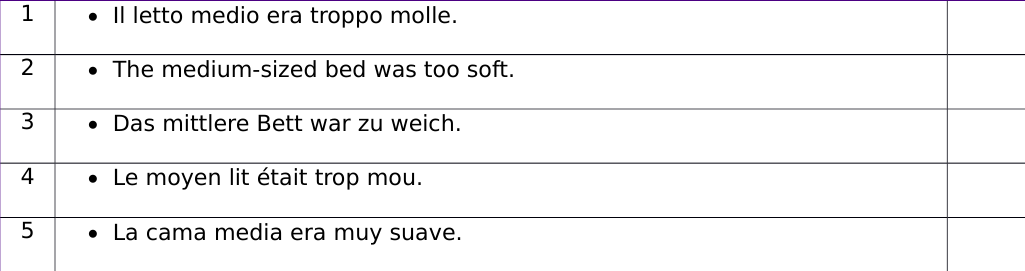 1 • Il letto medio era troppo molle.
2 • The medium-sized bed was too soft.
3 • Das mittlere Bett war zu weich.
4 • Le moyen lit était trop mou.
5 • La cama media era muy suave.